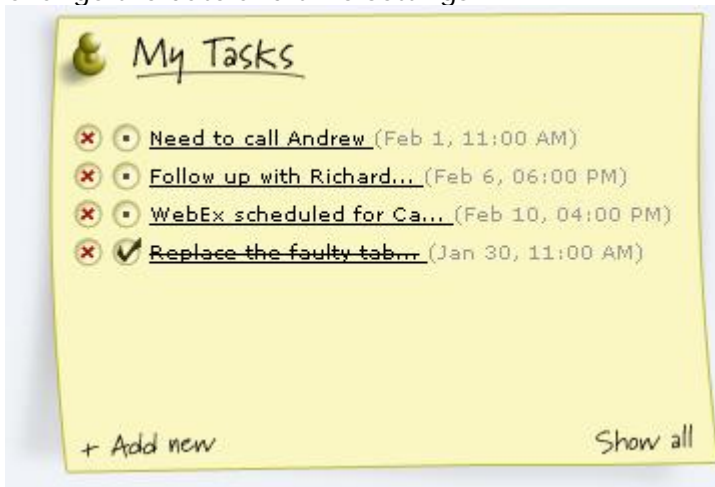 My Tasks
Need to call Andrew (Feb 1, 11:00 AM)
Follow up with Richard... (Feb 6, 06:00 PM)
WebEx scheduled for Ca... (Feb 10, 04:00 PM)
Replace the faulty tab... (Jan 30, 11:00 AM)
+ Add new Show all